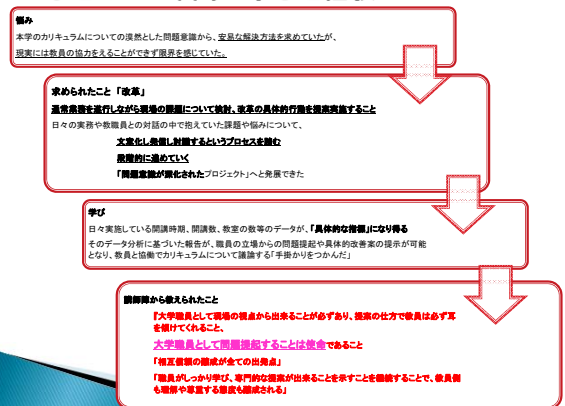 悩み
本学のカリキュラムについての漠然とした問題意識から、安易な解決方法を求めていたが、
現実には教員の協力をえることができず限界を感じていた。
求められたこと「改革」
通常業務を遂行しながら現場の課題について検討、改革の具体的行動を提案実施すること
日々の実務や教職員との対話の中で抱えていた課題や悩みについて、
文章化し発信し討議するというプロセスを踏む
段階的に進めていく
「問題意識が深化されたプロジェクト」へと発展できた
学び
日々実施している開講時期、開講数、教室の数等のデータが、「具体的な指標」になり得る
そのデータ分析に基づいた報告が、職員の立場からの問題提起や具体的改善案の提示が可能
となり、教員と協働でカリキュラムについて議論する「手掛かりをつかんだ」
講師陣から教えられたこと
『大学職員として現場の視点から出来ることが必ずあり、提案の仕方で教員は必ず耳
を傾けてくれること、
大学職員として問題提起することは使命であること
「相互信頼の醸成が全ての出発点」
「職員がしっかり学び、専門的な提案が出来ることを示すことを継続することで、教員側
も理解や尊重する態度も醸成される」